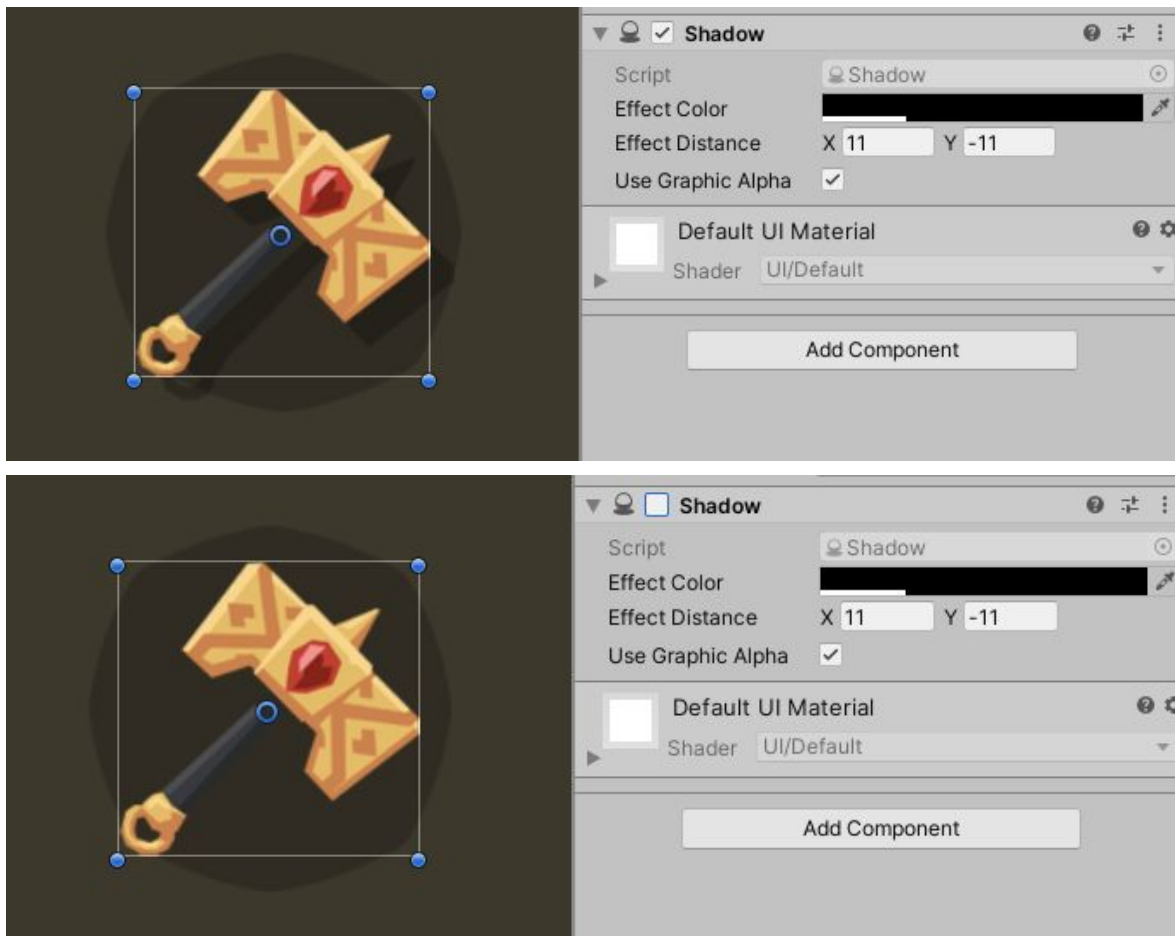 Shadow
Script Shadow
Effect Color
Effect Distance X 11 Y -11
Use Graphic Alpha
Default UI Material
Shader UI/Default
Add Component
Shadow
Script Shadow
Effect Color
Effect Distance X 11 Y -11
Use Graphic Alpha
Default UI Material
Shader UI/Default
Add Component